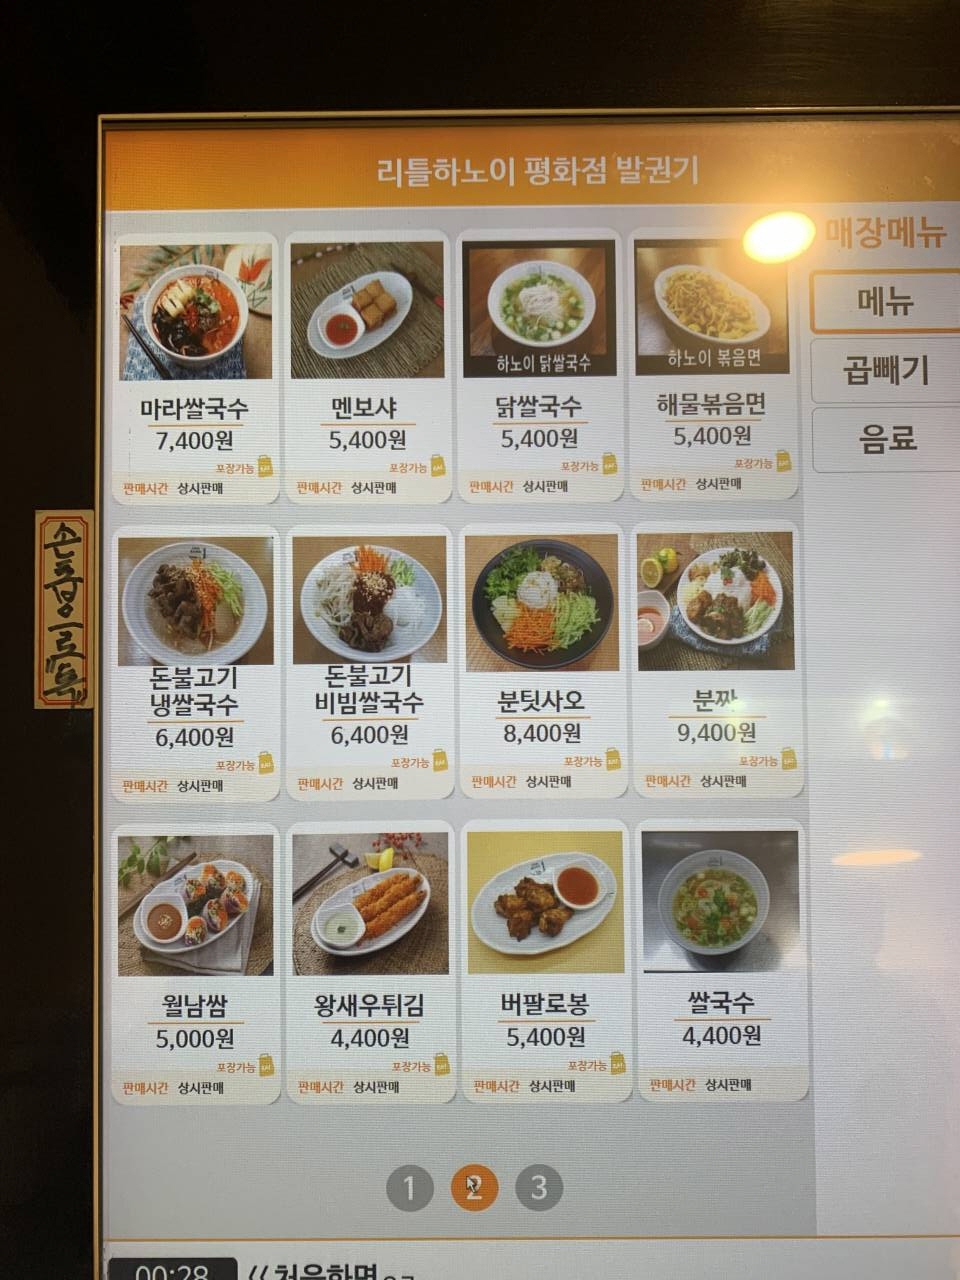 리틀하노이 평화점 발권기
매장메뉴
메뉴
곱빼기
음료
마라쌀국수
7,400원
포장가능
판매시간 상시판매
멘보샤
5,400원
포장가능
판매시간 상시판매
하노이 닭쌀국수
닭쌀국수
5,400원
포장가능
판매시간 상시판매
하노이 볶음면
해물볶음면
5,400원
포장가능
판매시간 상시판매
돈불고기
냉쌀국수
6,400원
포장가능
판매시간 상시판매
돈불고기
비빔쌀국수
6,400원
포장가능
판매시간 상시판매
분팃사오
8,400원
포장가능
판매시간 상시판매
분짜
9,400원
포장가능
판매시간 상시판매
월남쌈
5,000원
포장가능
판매시간 상시판매
왕새우튀김
4,400원
포장가능
판매시간 상시판매
버팔로봉
5,400원
포장가능
판매시간 상시판매
쌀국수
4,400원
판매시간 상시판매
손가락으로
"톡"
1 2 3
00:28 《처음화면